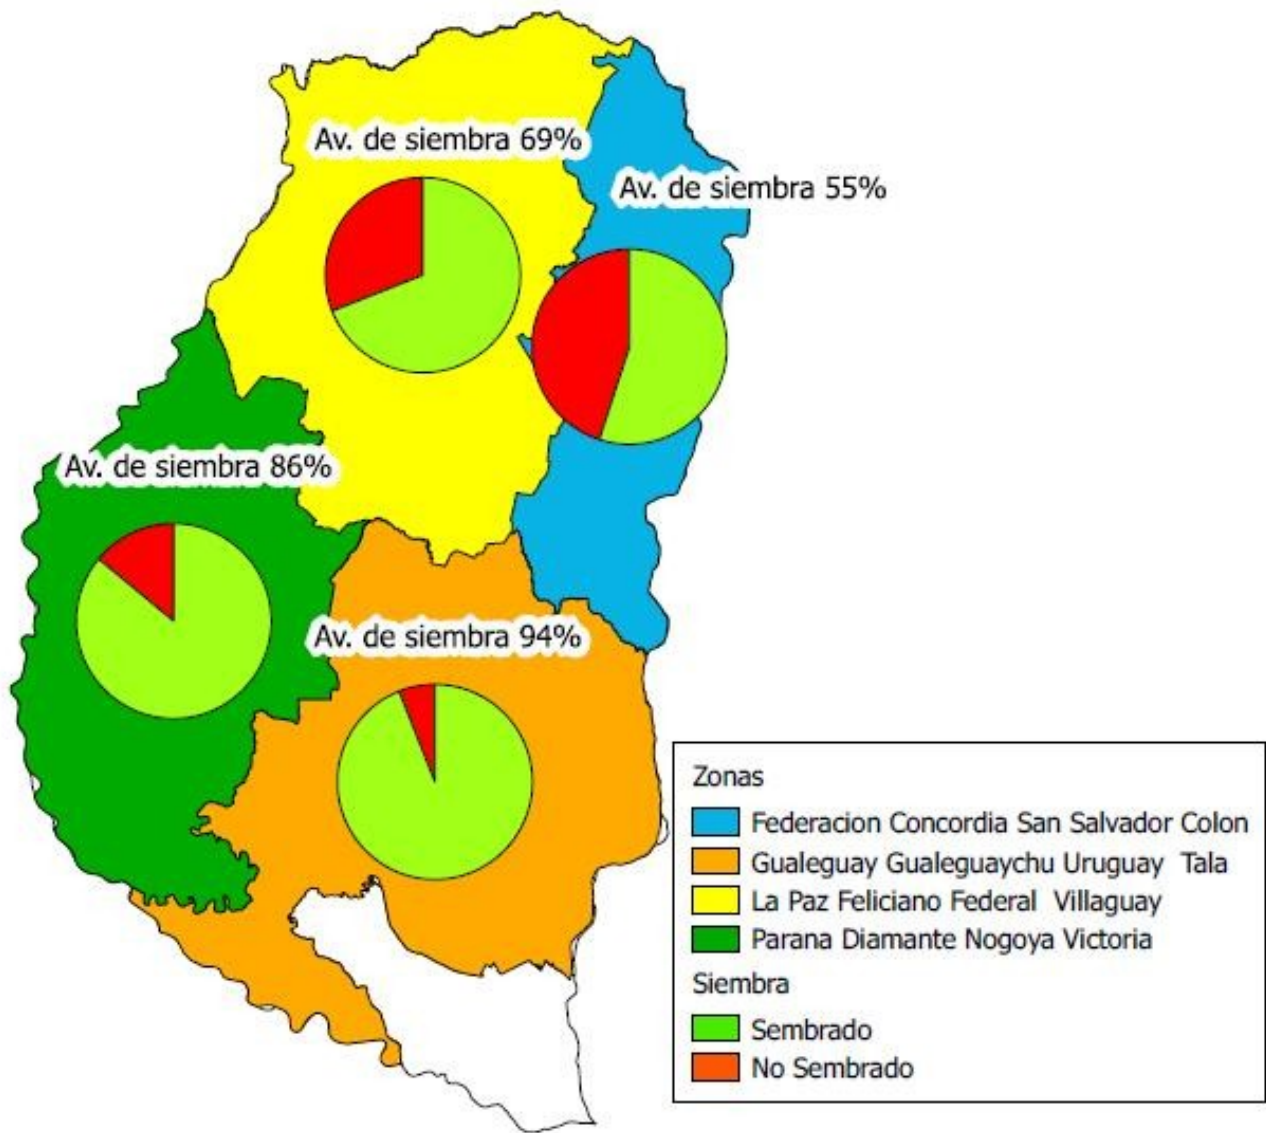 Av. de siembra 69%
Av. de siembra 55%
Av. de siembra 86%
Av. de siembra 94%
Zonas
Federacion Concordia San Salvador Colon
Gualeguay Gualeguaychu Uruguay  Tala
La Paz Feliciano Federal  Villaguay
Parana Diamante Nogoya Victoria
Siembra
Sembrado
No Sembrado